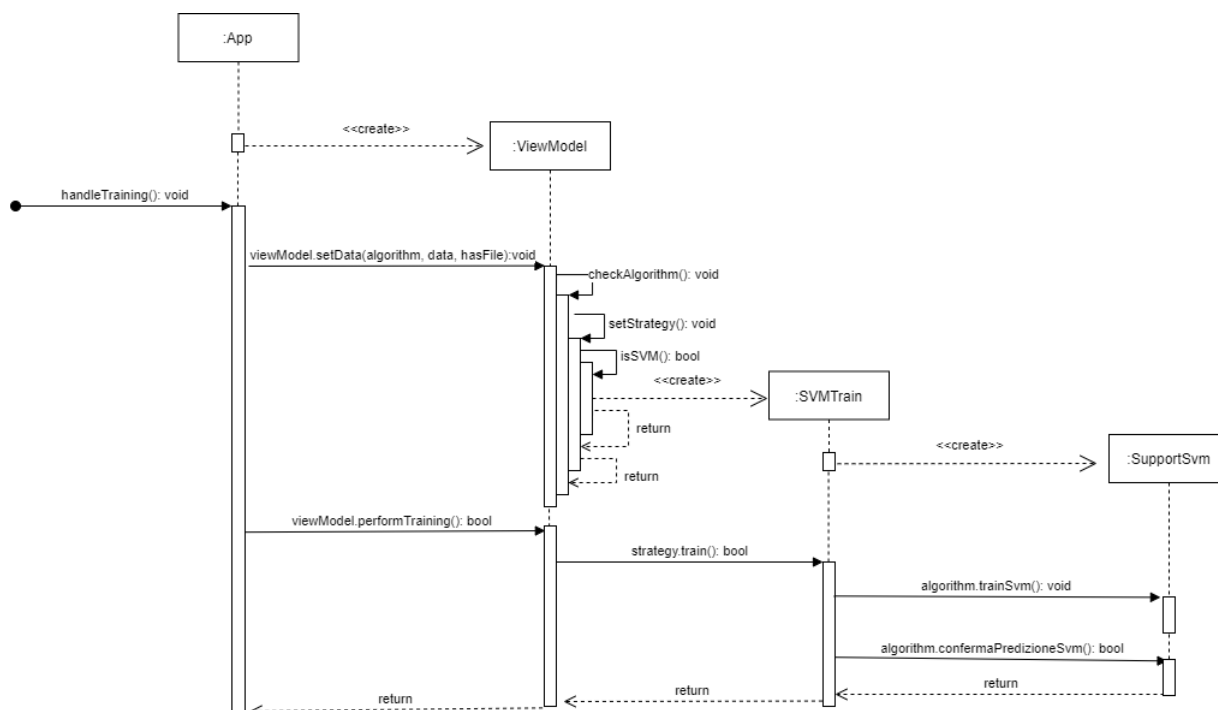 :App
<<create>>
:ViewModel
handleTraining(): void
viewModel.setData(algorithm, data, hasFile):void
checkAlgorithm(): void
setStrategy(): void
isSVM(): bool
<<create>>
:SVMTrain
return
<<create>>
:SupportSvm
return
viewModel.performTraining(): bool
strategy.train(): bool
algorithm.trainSvm(): void
algorithm.confermaPredizioneSvm(): bool
return
return
return